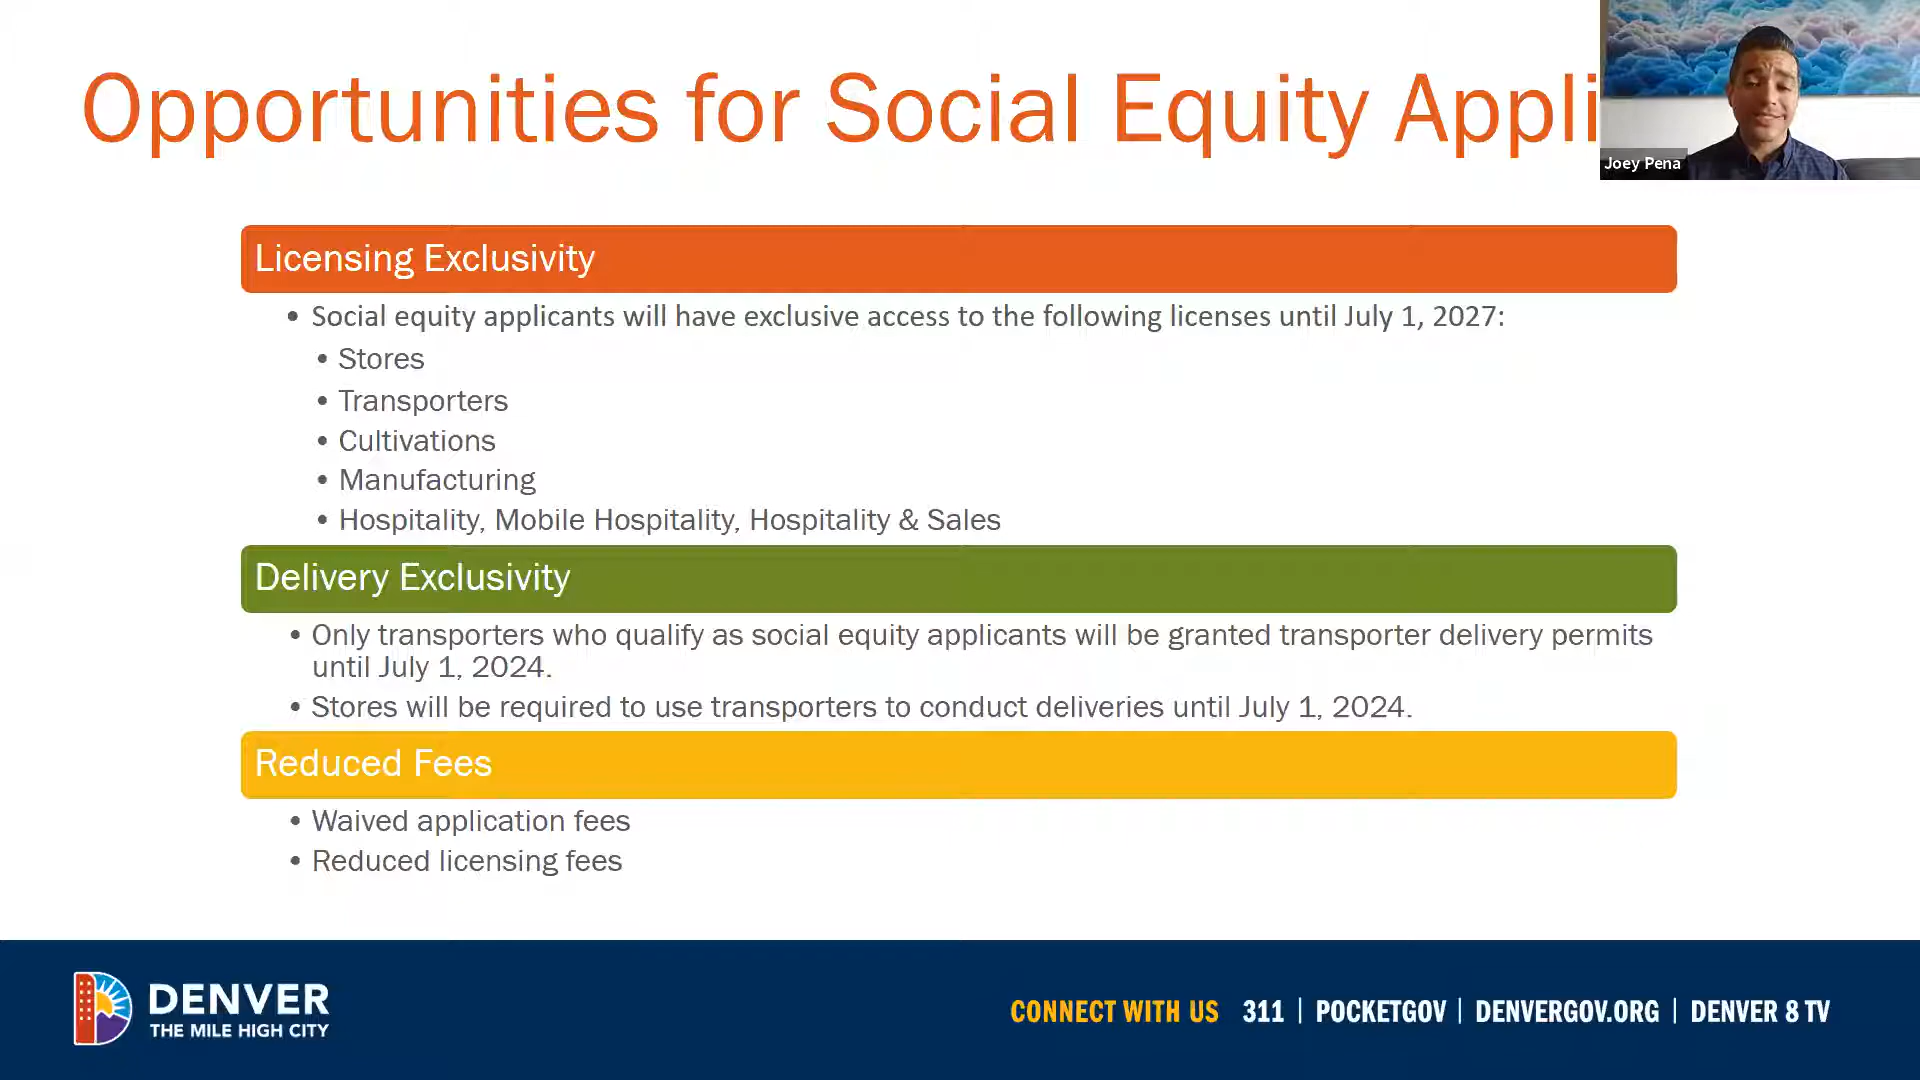 Opportunities for Social Equity Appli
Joey Pena
Licensing Exclusivity
• Social equity applicants will have exclusive access to the following licenses until July 1, 2027:
• Stores
• Transporters
• Cultivations
• Manufacturing
• Hospitality, Mobile Hospitality, Hospitality & Sales
Delivery Exclusivity
• Only transporters who qualify as social equity applicants will be granted transporter delivery permits
until July 1, 2024.
• Stores will be required to use transporters to conduct deliveries until July 1, 2024.
Reduced Fees
• Waived application fees
• Reduced licensing fees
DENVER
THE MILE HIGH CITY
CONNECT WITH US 311 | POCKETGOV | DENVERGOV.ORG | DENVER 8 TV